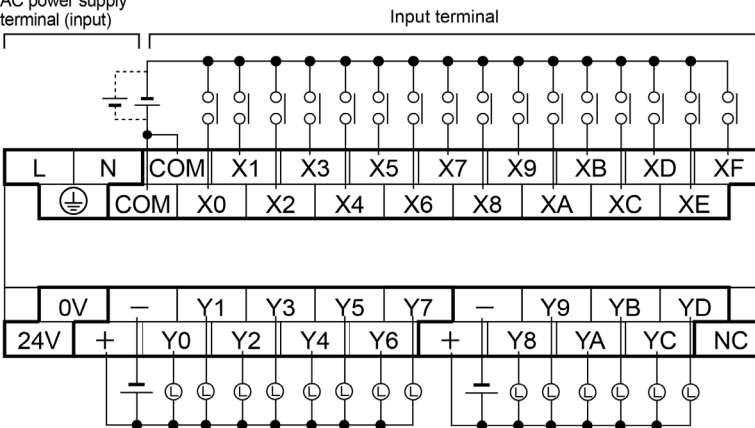 AC power supply
terminal (input)
Input terminal
L N COM X1 X3 X5 X7 X9 XB XD XF
COM X0 X2 X4 X6 X8 XA XC XE
0V − Y1 Y3 Y5 Y7 − Y9 YB YD
24V + Y0 Y2 Y4 Y6 + Y8 YA YC NC
L L L L L L L L L L L L L L